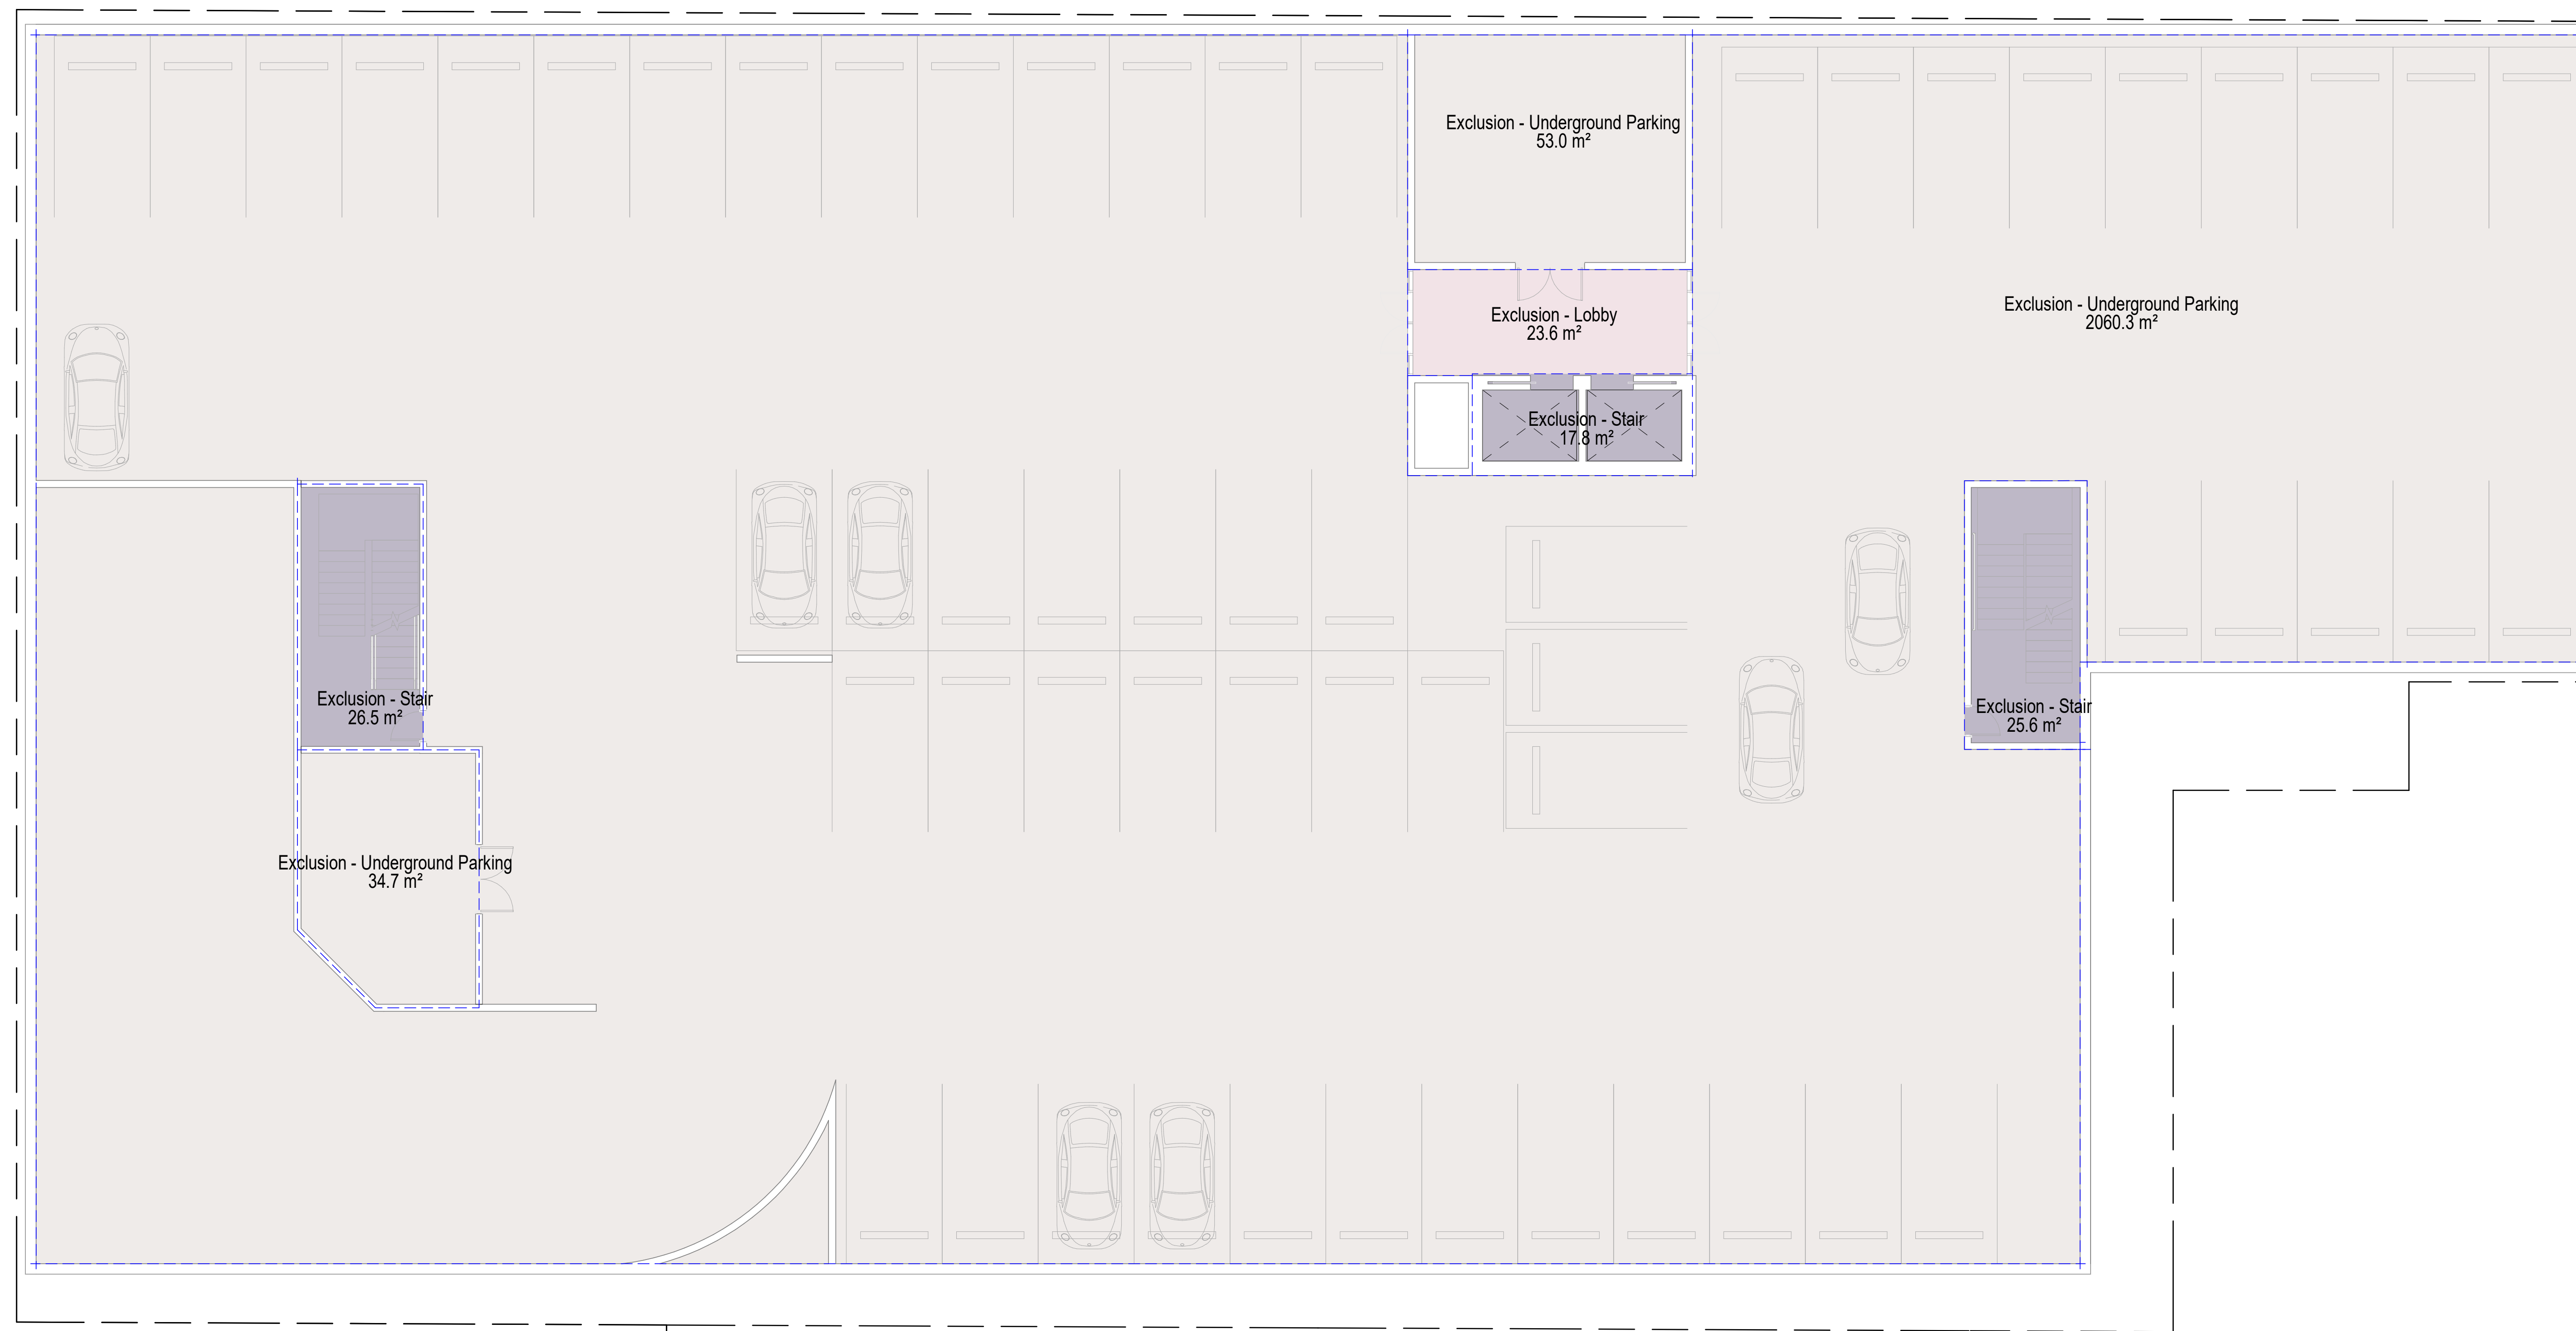 Exclusion - Underground Parking
53.0 m²
Exclusion - Underground Parking
2060.3 m²
Exclusion - Lobby
23.6 m²
Exclusion - Stair
17.8 m²
Exclusion - Stair
26.5 m²
Exclusion - Stair
25.6 m²
Exclusion - Underground Parking
34.7 m²